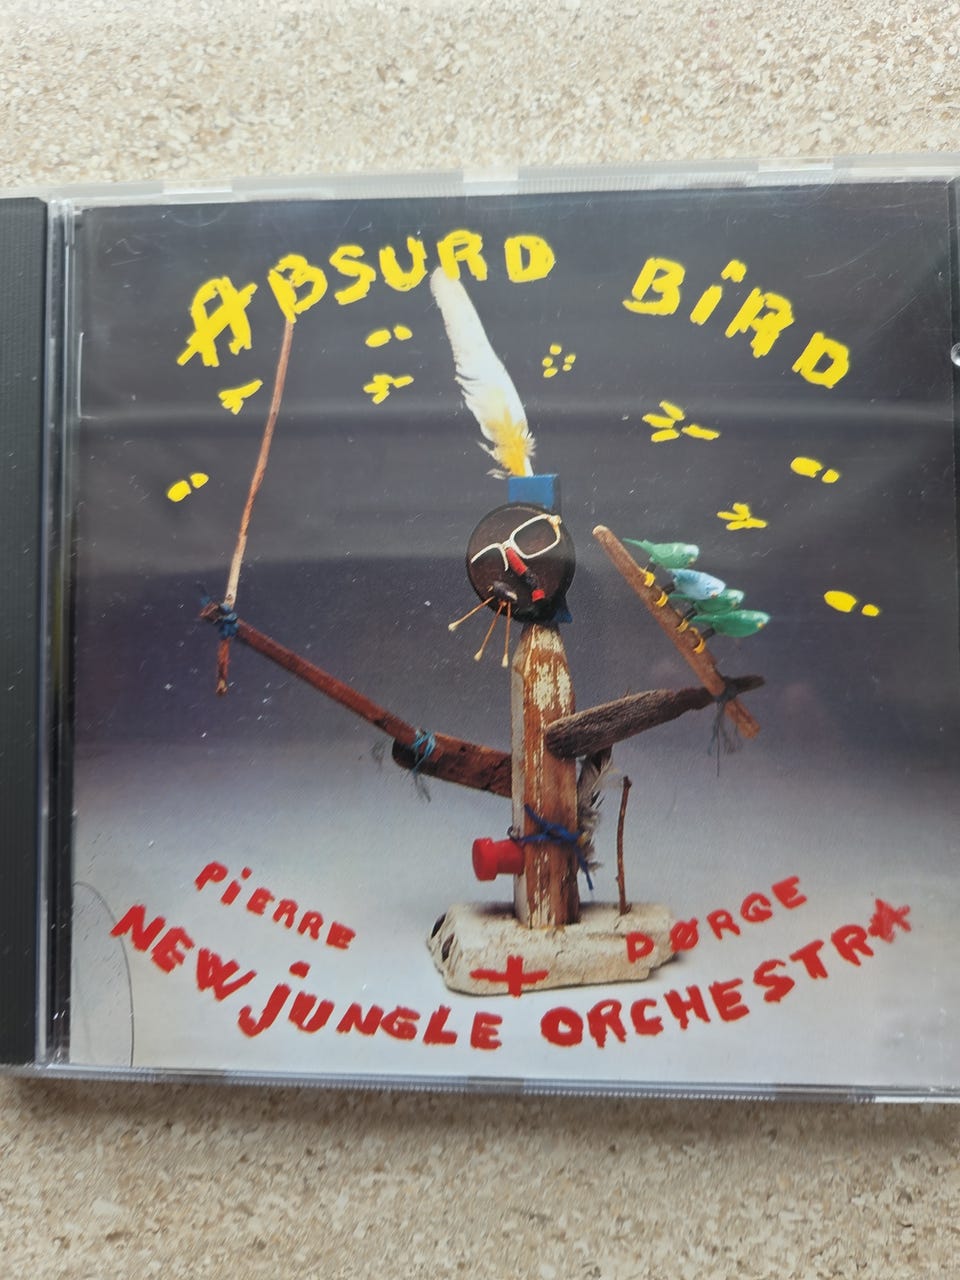 ABSURD BiRD
PiERRE DØRGE
+
NEW jUNGLE ORCHESTRA